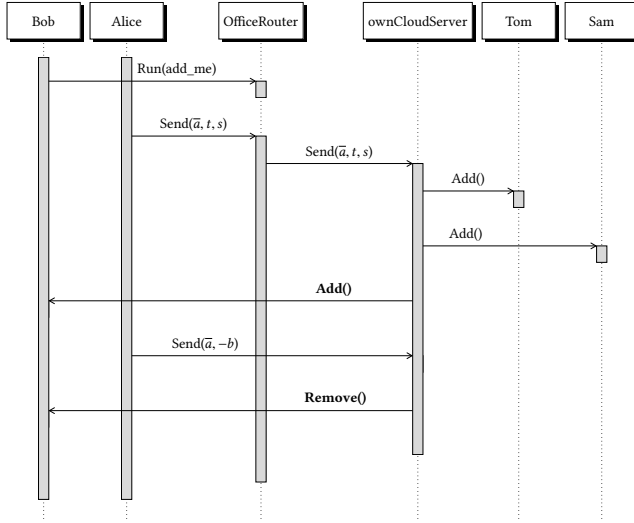 Bob Alice OfficeRouter ownCloudServer Tom Sam
Run(add_me)
Send(a̅, t, s)
Send(a̅, t, s)
Add()
Add()
Add()
Send(a̅, −b)
Remove()